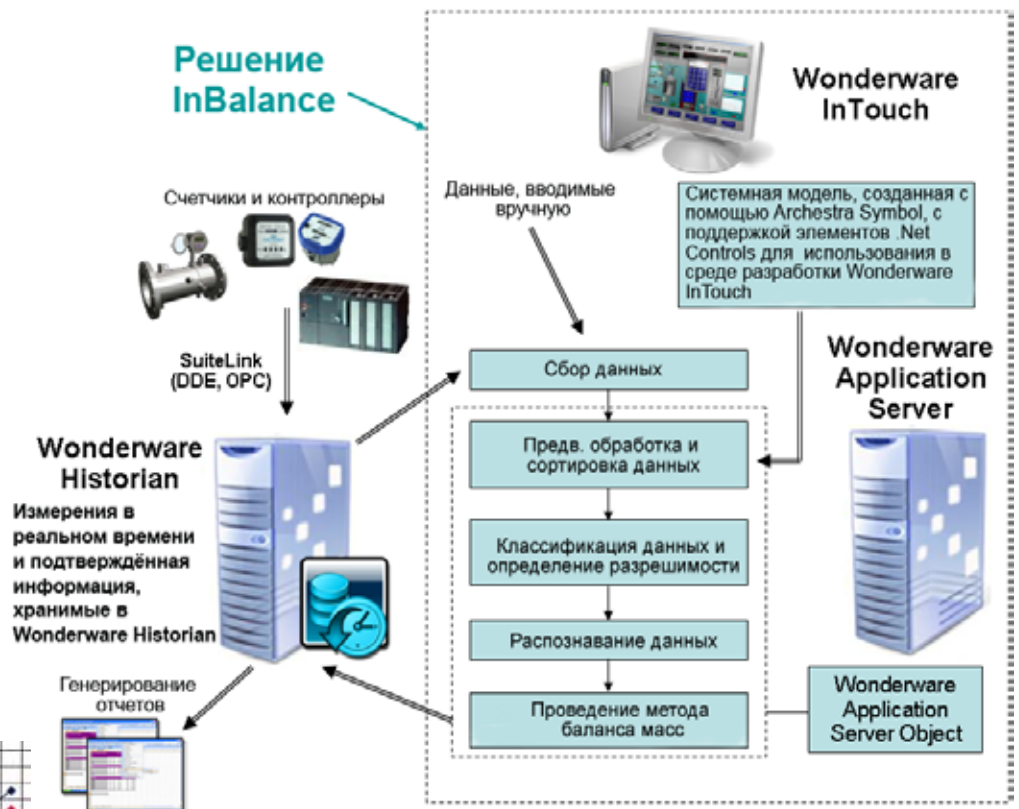 Решение
InBalance
Wonderware
InTouch
Счетчики и контроллеры
Данные, вводимые
вручную
Системная модель, созданная с
помощью Archestra Symbol, с
поддержкой элементов .Net
Controls для использования в
среде разработки Wonderware
InTouch
SuiteLink
(DDE, OPC)
Сбор данных
Wonderware
Application
Server
Предв. обработка и
сортировка данных
Wonderware
Historian
Измерения в
реальном времени
и подтверждённая
информация,
хранимые в
Wonderware Historian
Классификация данных и
определение разрешимости
Распознавание данных
Генерирование
отчетов
Проведение метода
баланса масс
Wonderware
Application
Server Object